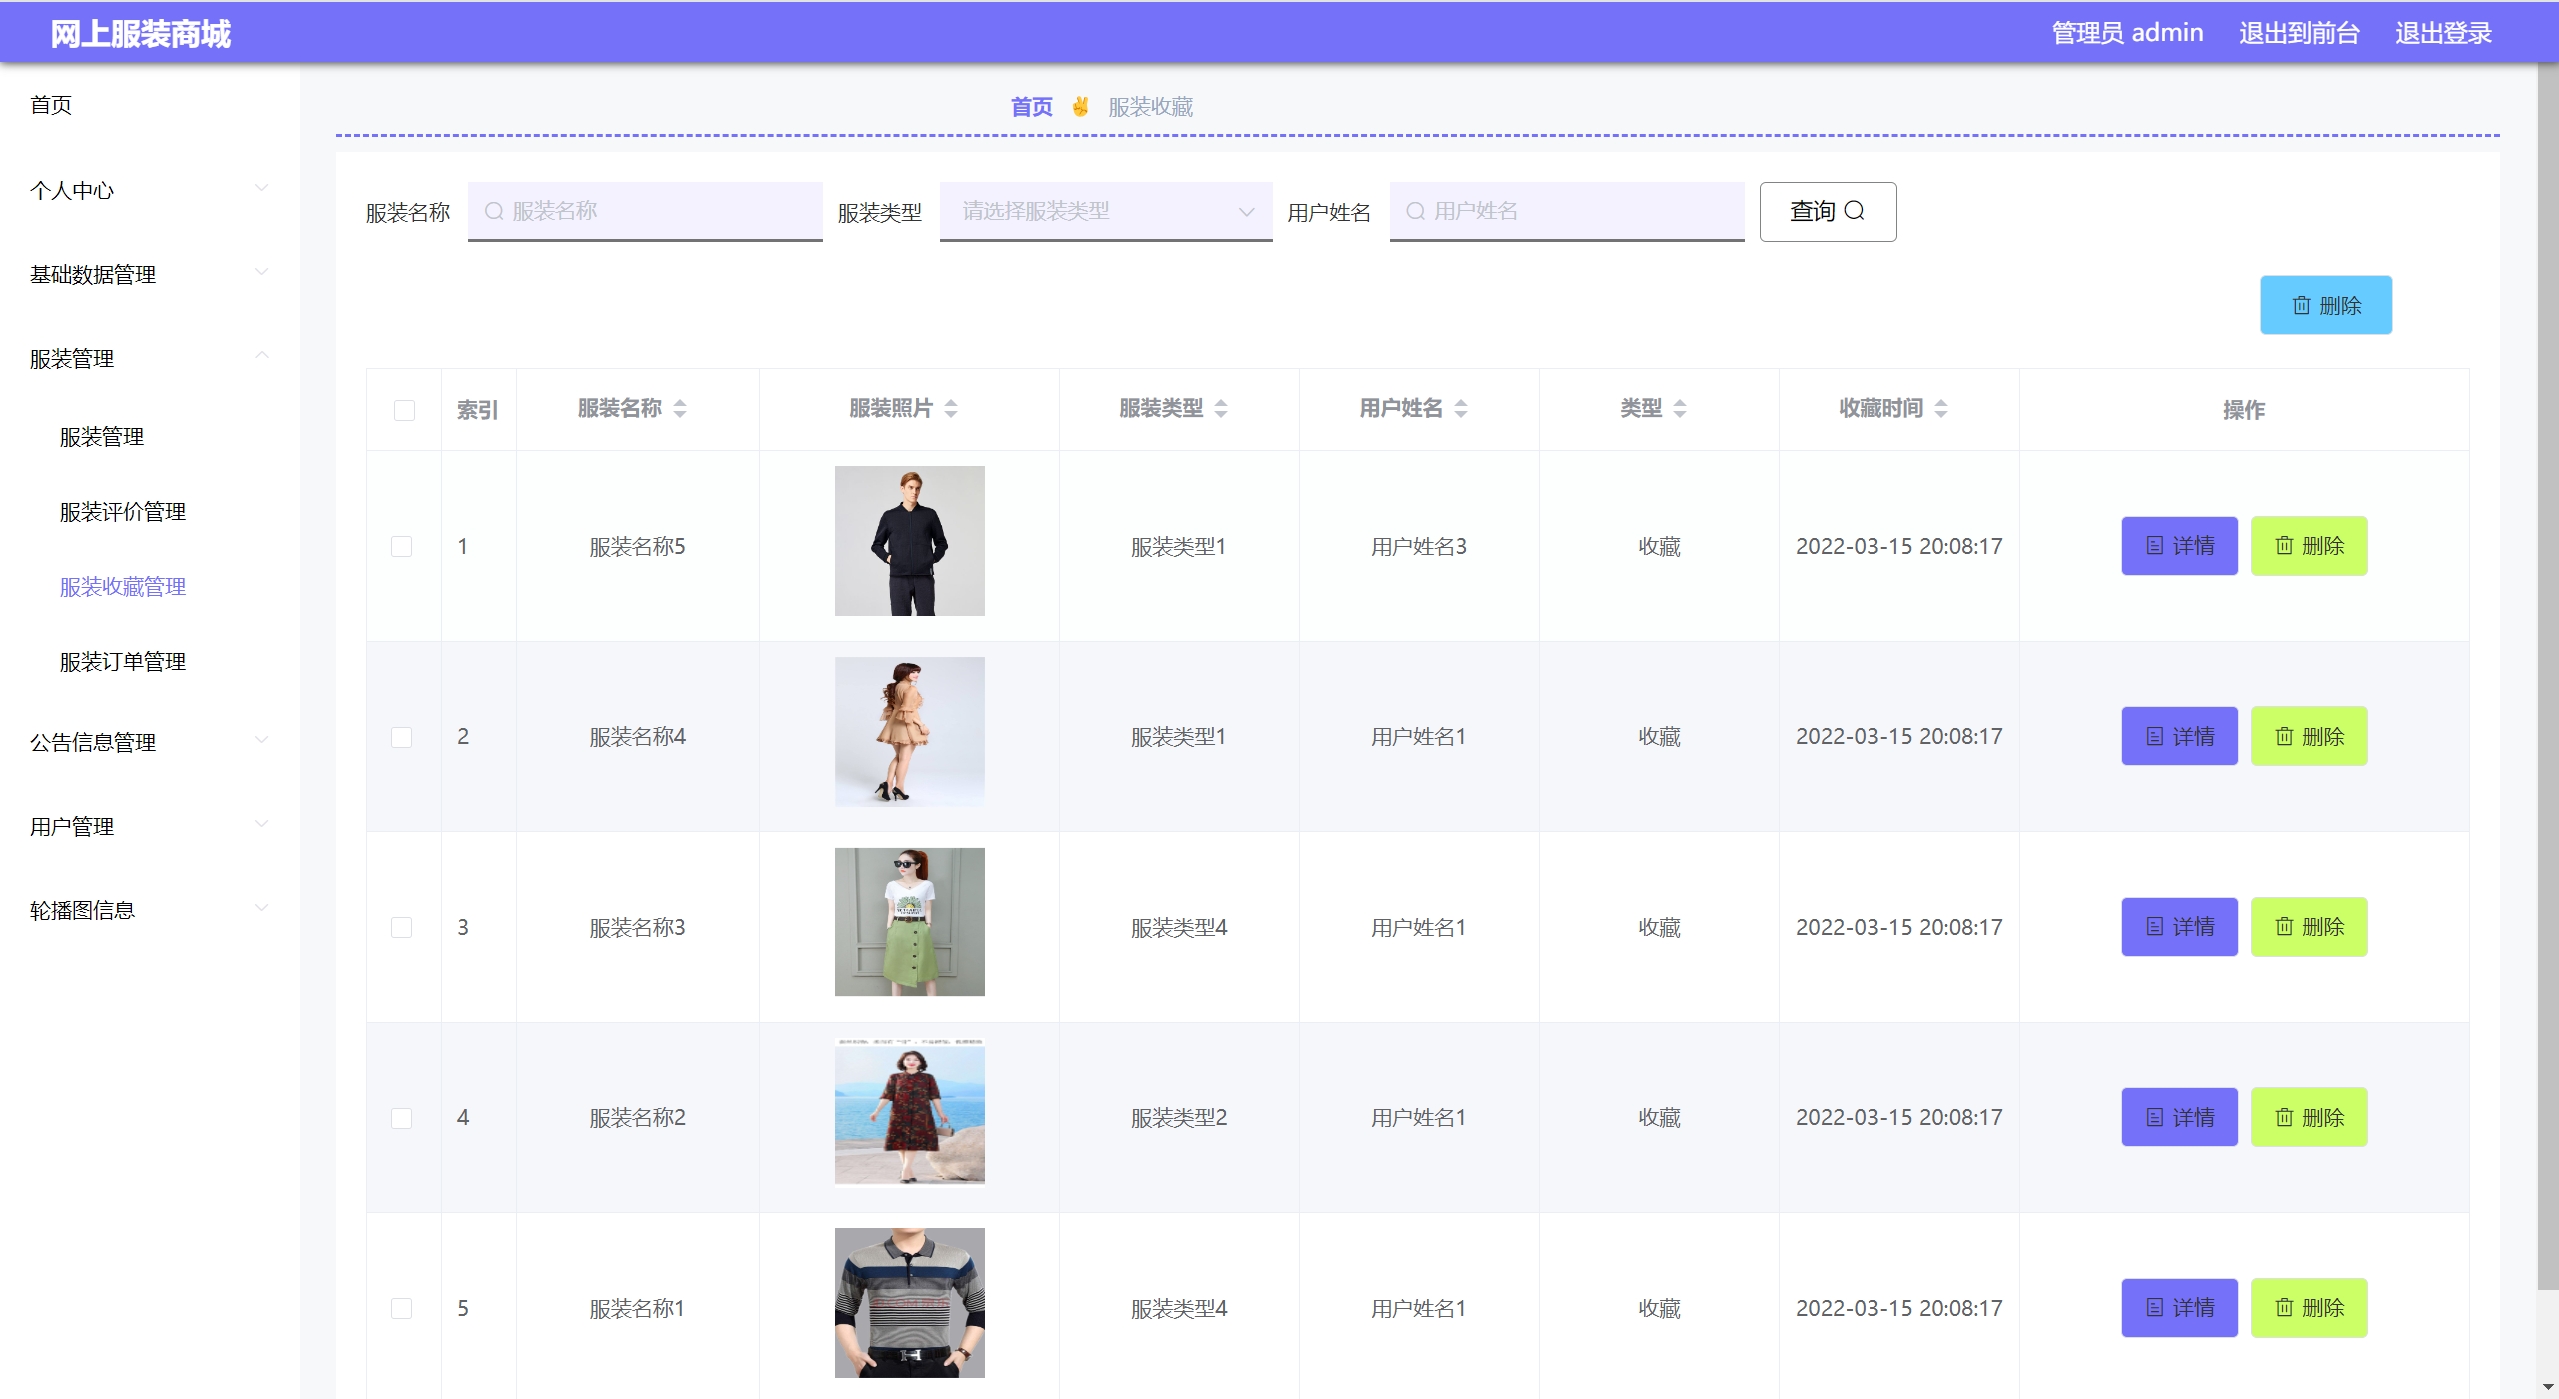 网上服装商城
管理员 admin 退出到前台 退出登录
首页
个人中心
基础数据管理
服装管理
服装管理
服装评价管理
服装收藏管理
服装订单管理
公告信息管理
用户管理
轮播图信息
首页 ✌ 服装收藏
服装名称 服装名称 服装类型 请选择服装类型 用户姓名 用户姓名 查询
删除
索引 服装名称 服装照片 服装类型 用户姓名 类型 收藏时间 操作
1 服装名称5 服装类型1 用户姓名3 收藏 2022-03-15 20:08:17 详情 删除
2 服装名称4 服装类型1 用户姓名1 收藏 2022-03-15 20:08:17 详情 删除
3 服装名称3 服装类型4 用户姓名1 收藏 2022-03-15 20:08:17 详情 删除
4 服装名称2 服装类型2 用户姓名1 收藏 2022-03-15 20:08:17 详情 删除
5 服装名称1 服装类型4 用户姓名1 收藏 2022-03-15 20:08:17 详情 删除